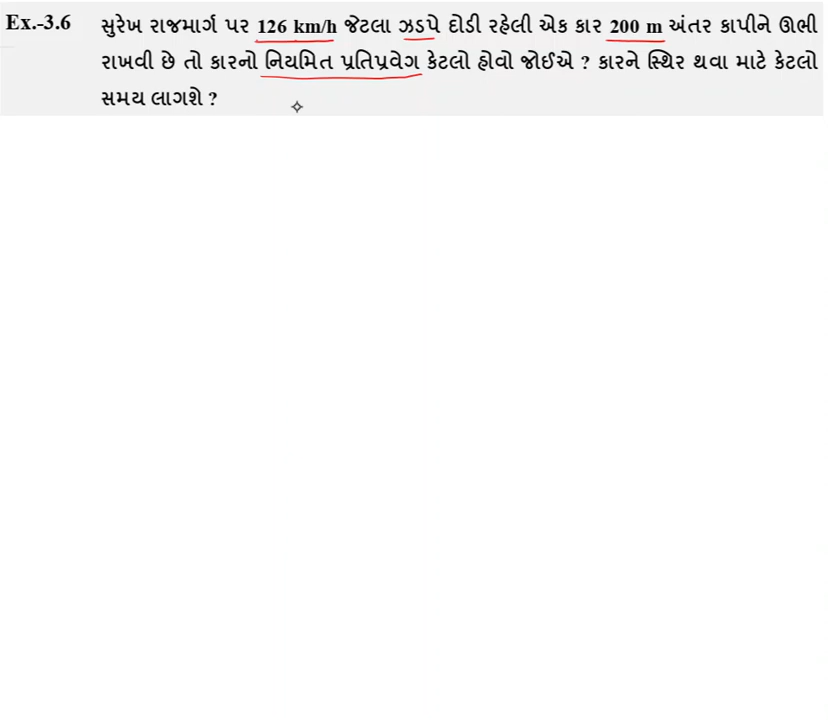 Ex.-3.6 સુરેખ રાજમાર્ગ પર 126 km/h જેટલા ઝડપે દોડી રહેલી એક કાર 200 m અંતર કાપીને ઊભી
રાખવી છે તો કારનો નિયમિત પ્રતિપ્રવેગ કેટલો હોવો જોઈએ ? કારને સ્થિર થવા માટે કેટલો
સમય લાગશે ?